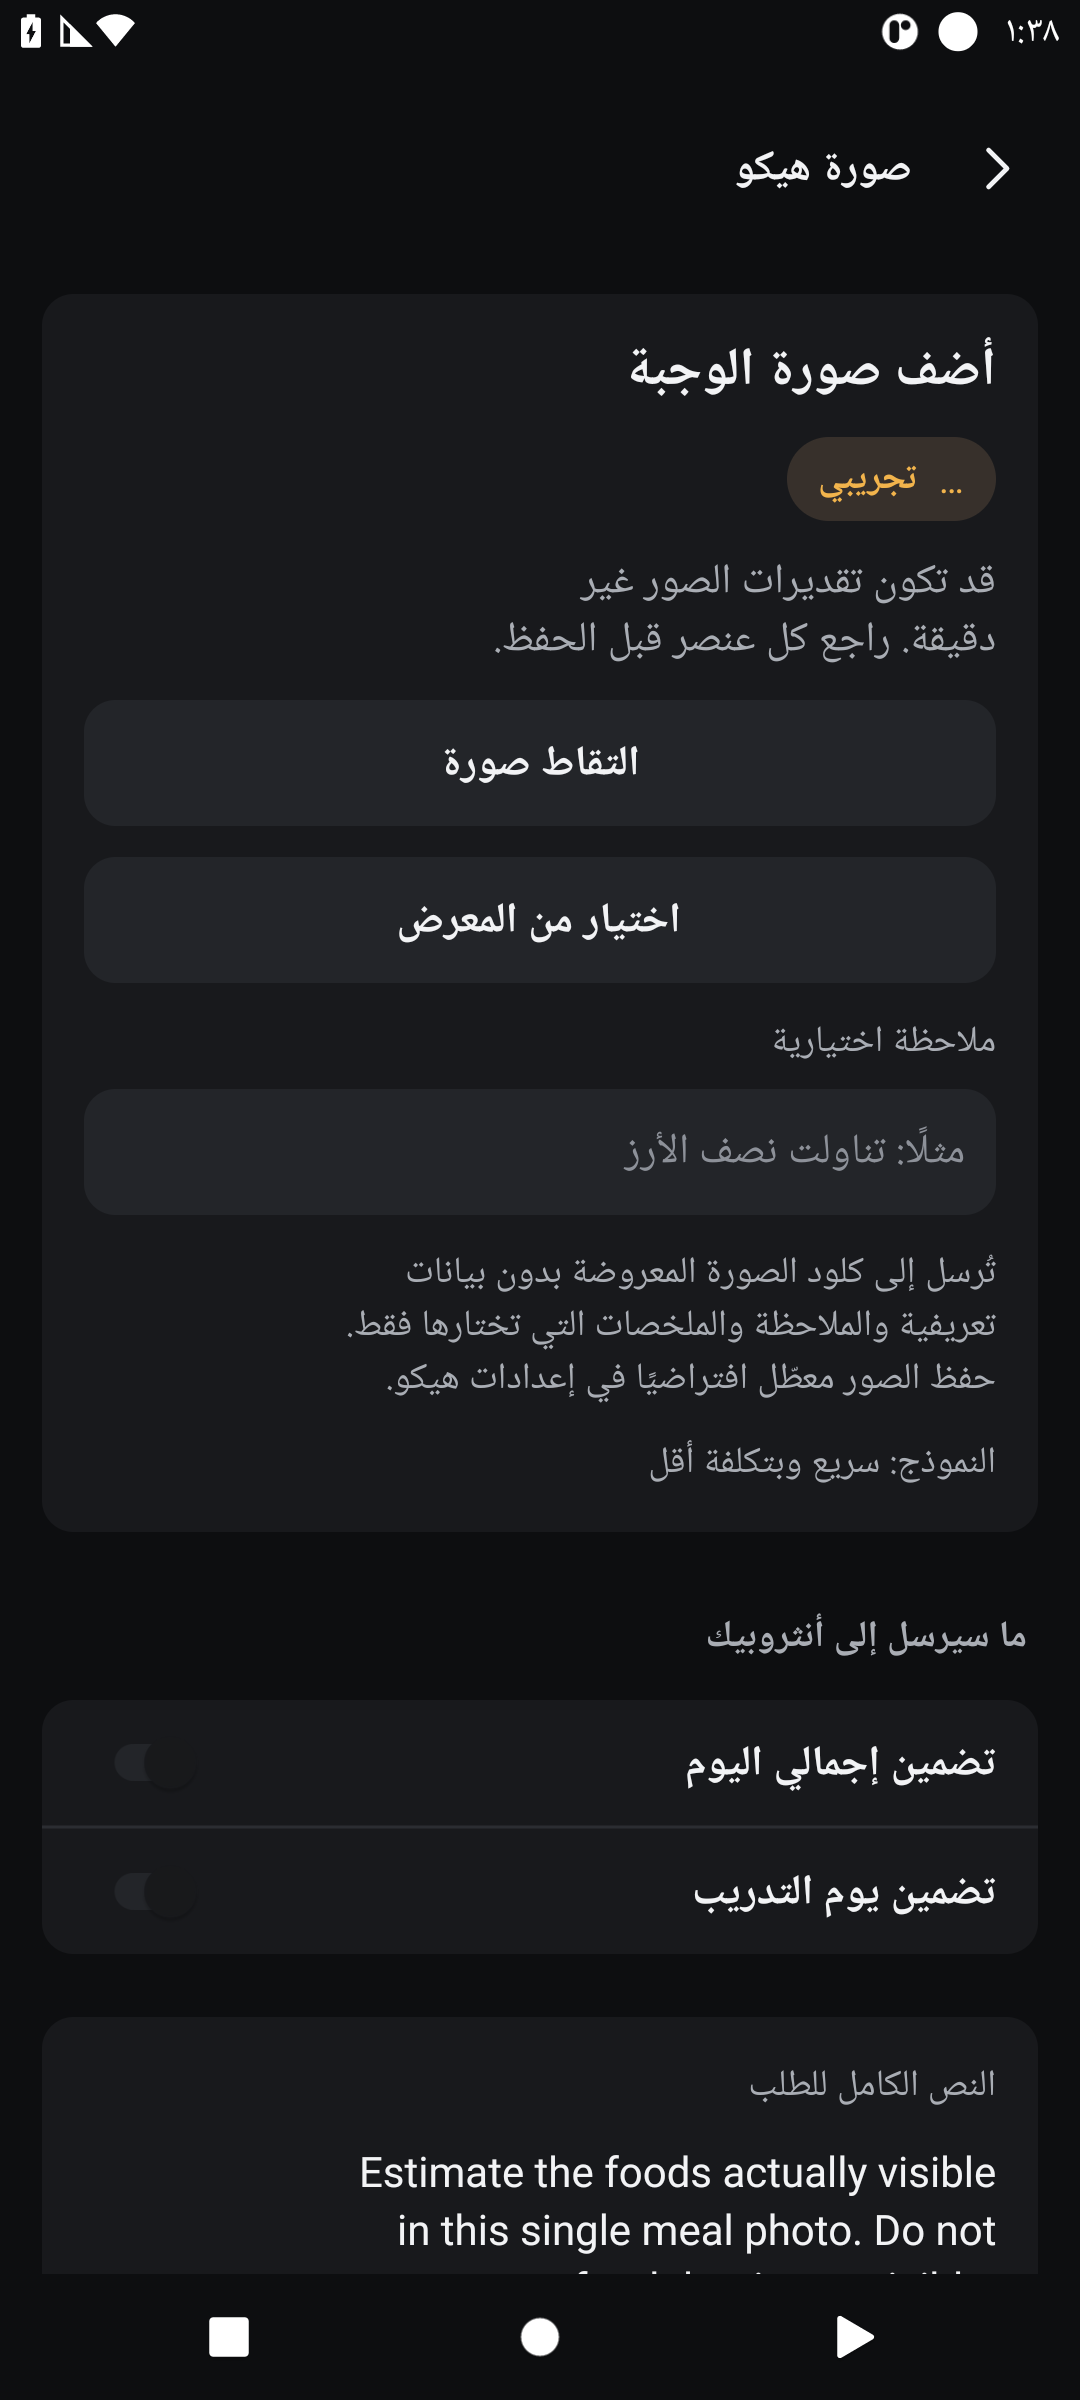 ١:٣٨
صورة هيكو
أضف صورة الوجبة
... تجريبي
قد تكون تقديرات الصور غير
دقيقة. راجع كل عنصر قبل الحفظ.
التقاط صورة
اختيار من المعرض
ملاحظة اختيارية
مثلًا: تناولت نصف الأرز
تُرسل إلى كلود الصورة المعروضة بدون بيانات
تعريفية والملاحظة والملخصات التي تختارها فقط.
حفظ الصور معطّل افتراضيًا في إعدادات هيكو.
النموذج: سريع وبتكلفة أقل
ما سيرسل إلى أنثروبيك
تضمين إجمالي اليوم
تضمين يوم التدريب
النص الكامل للطلب
Estimate the foods actually visible
in this single meal photo. Do not